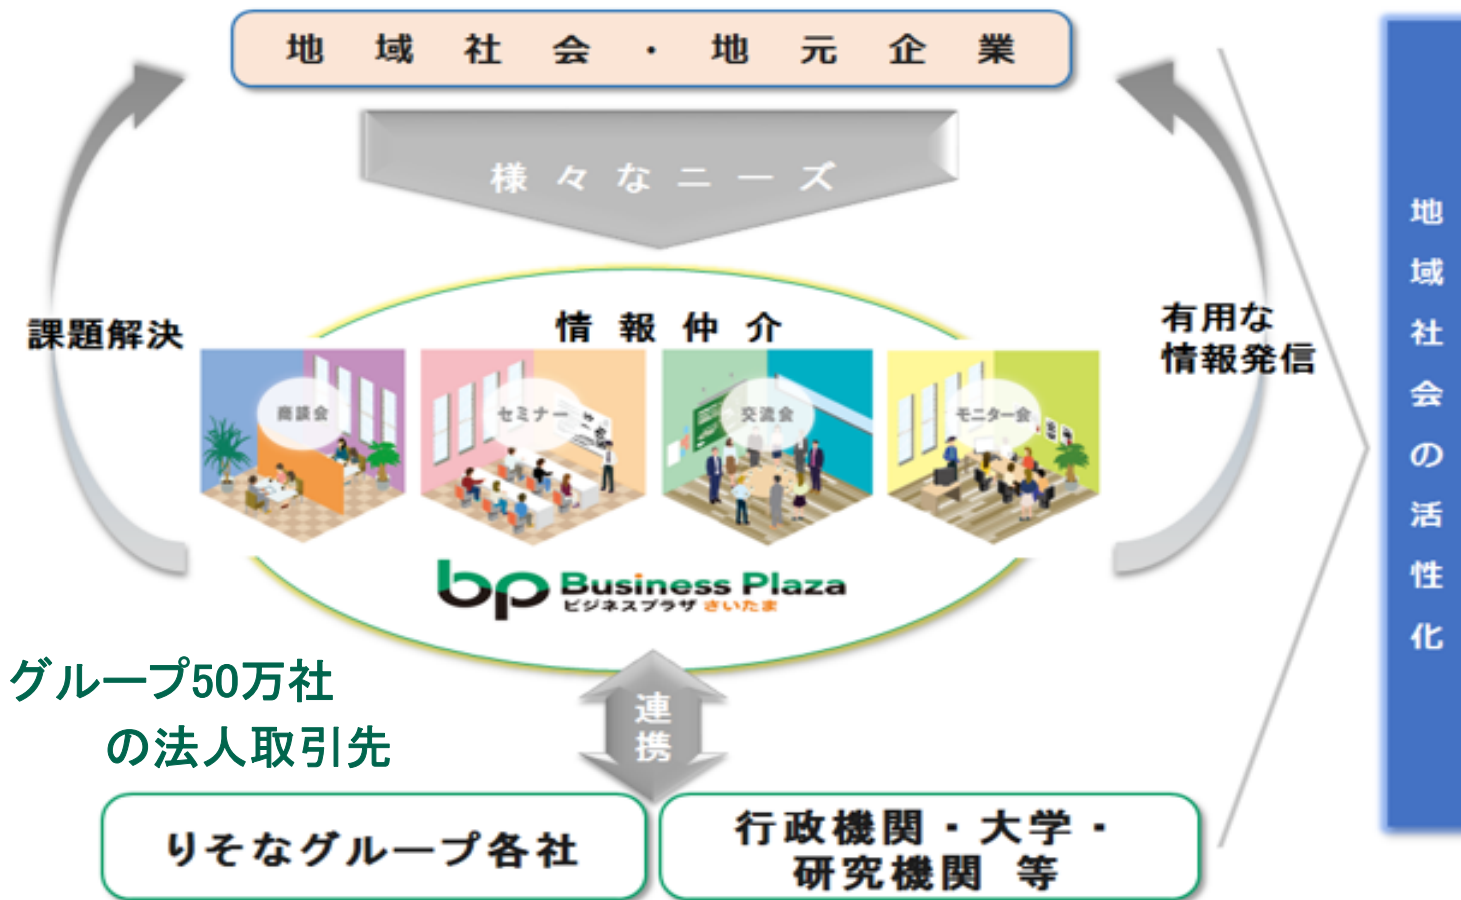 地域社会・地元企業
様々なニーズ
課題解決
有用な
情報発信
情報仲介
商談会
セミナー
交流会
モニター会
bp Business Plaza
ビジネスプラザ さいたま
グループ50万社
の法人取引先
連携
りそなグループ各社
行政機関・大学・
研究機関 等
地域社会の活性化